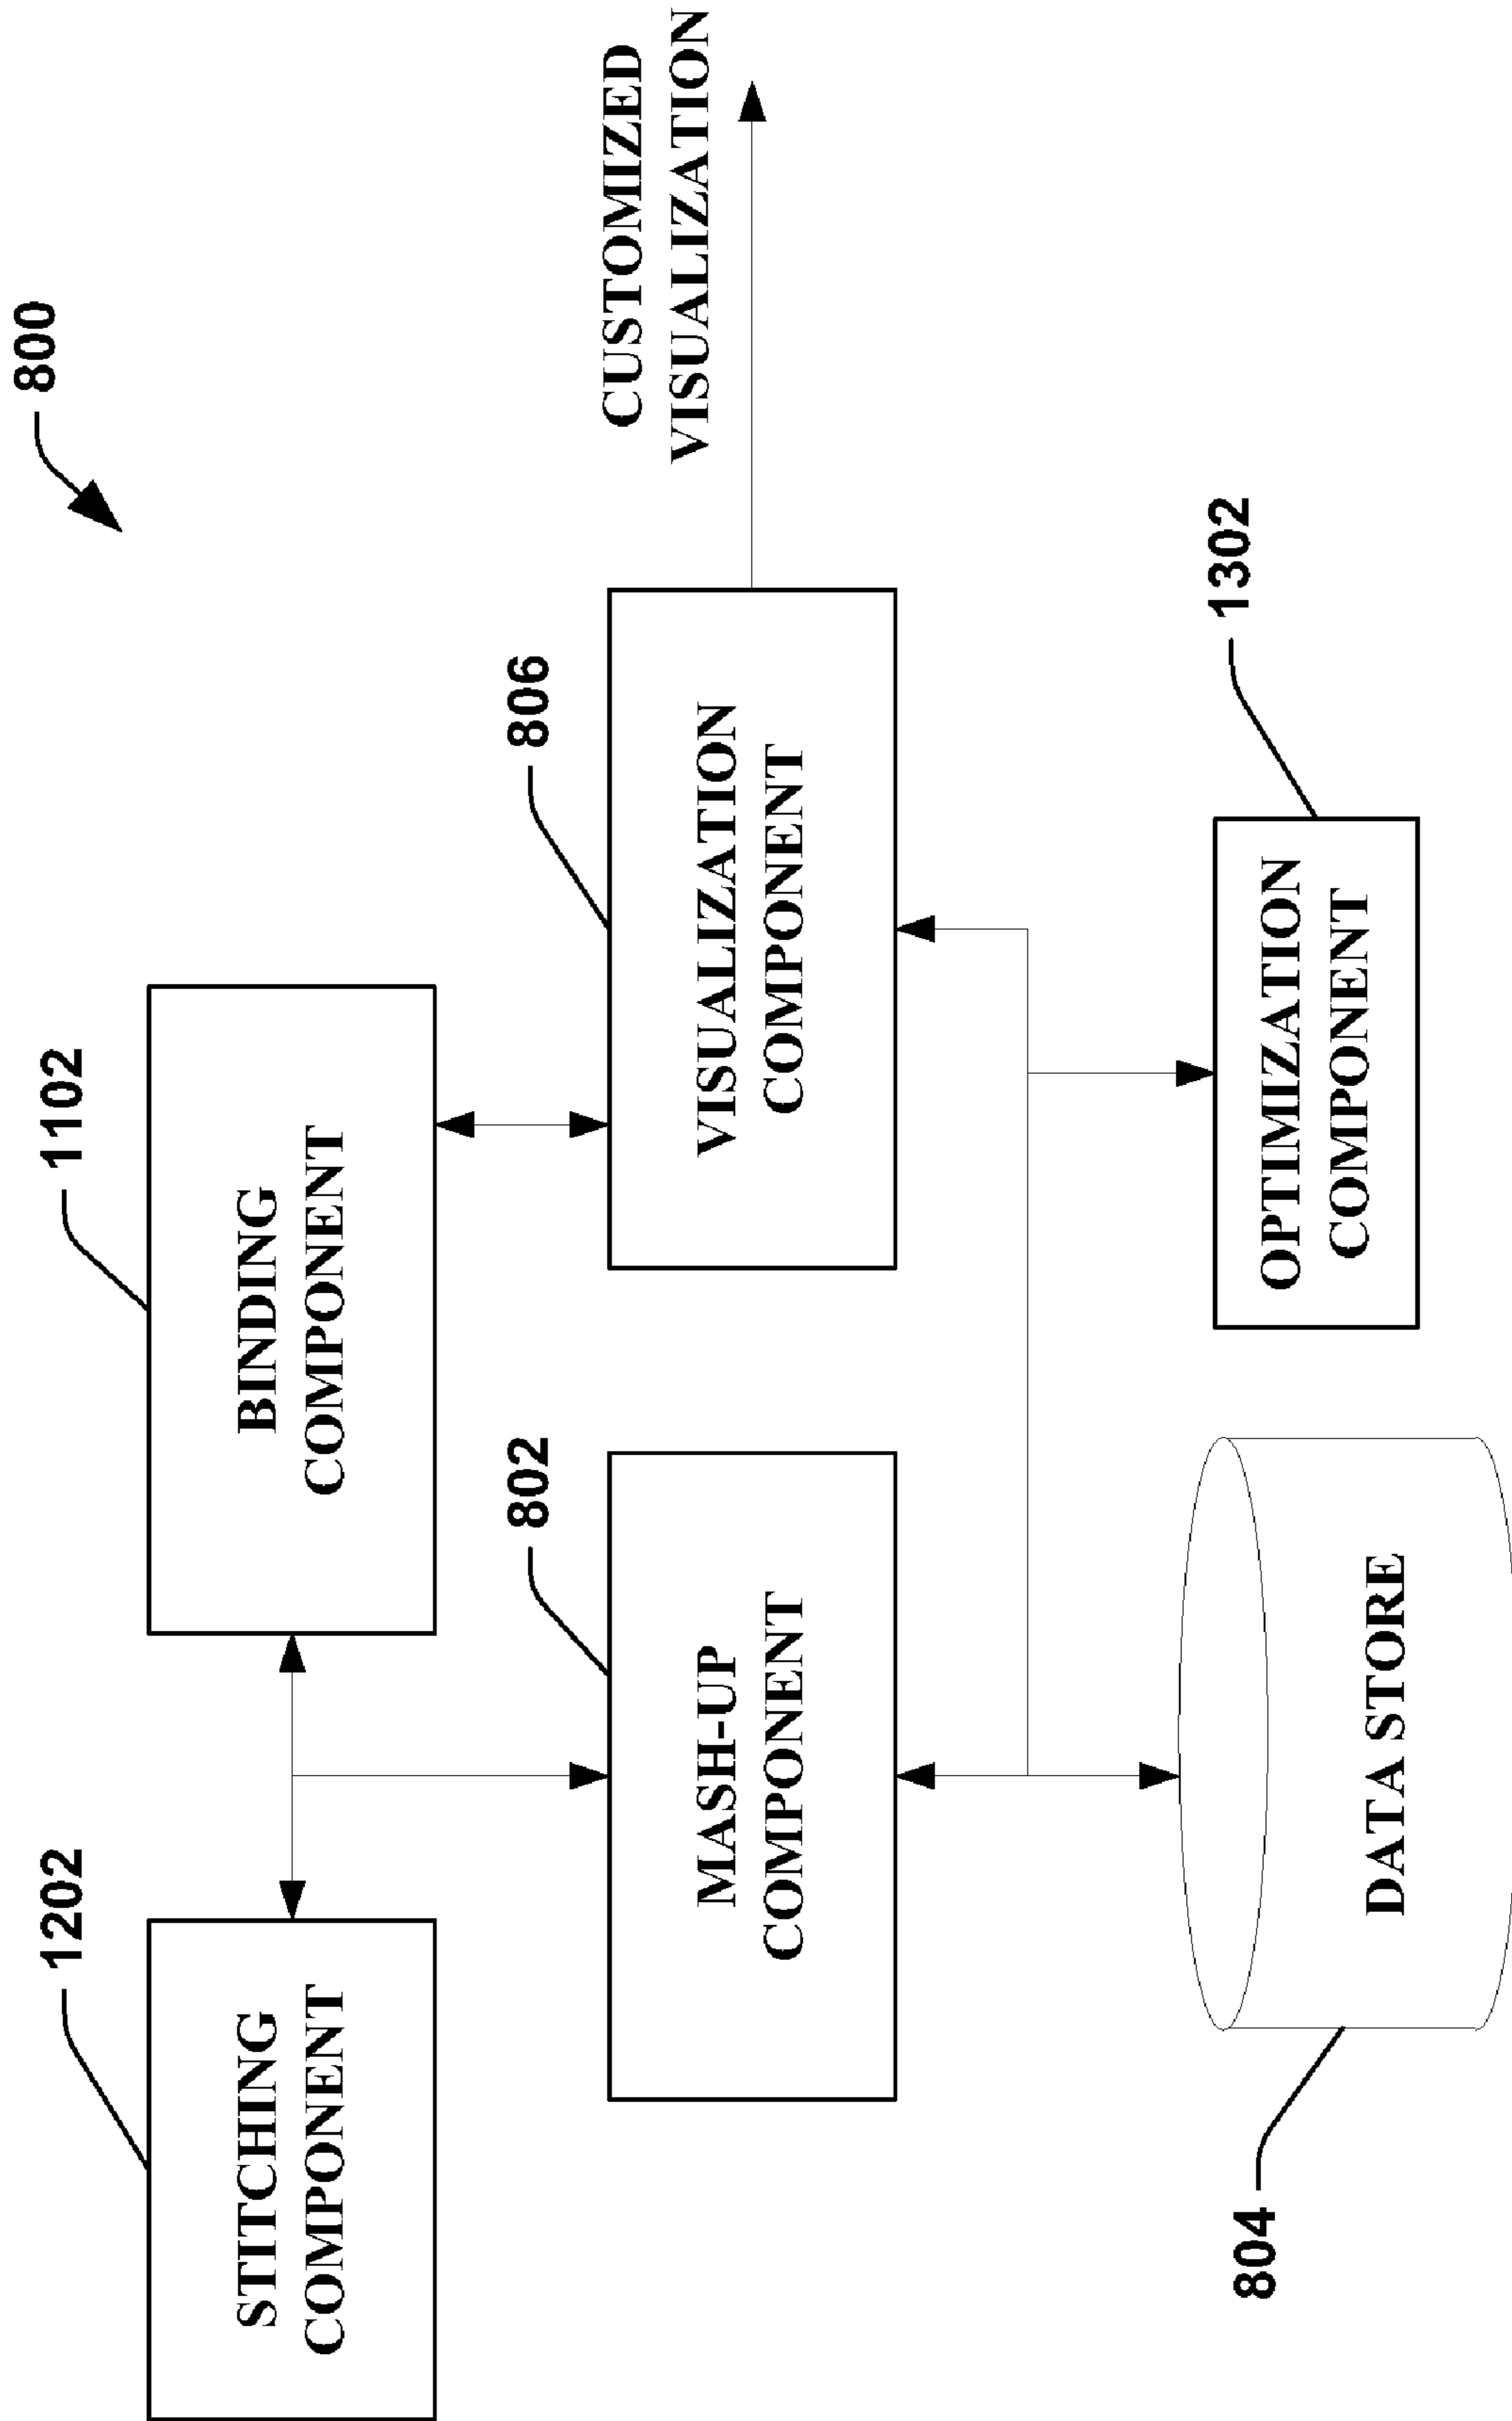 800
1202
STITCHING
COMPONENT
1102
BINDING
COMPONENT
802
MASH-UP
COMPONENT
806
VISUALIZATION
COMPONENT
CUSTOMIZED
VISUALIZATION
804
DATA STORE
1302
OPTIMIZATION
COMPONENT